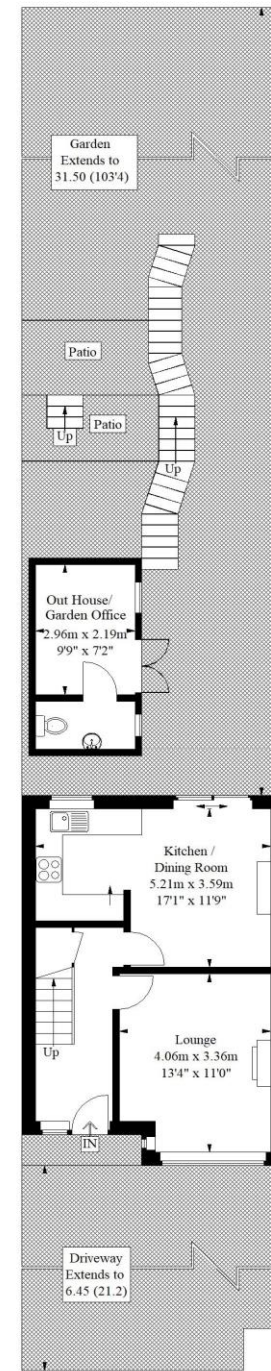 Garden
Extends to
31.50 (103'4)
Patio
Patio
Up
Up
Out House/
Garden Office
2.96m x 2.19m
9'9" x 7'2"
Kitchen /
Dining Room
5.21m x 3.59m
17'1" x 11'9"
Lounge
4.06m x 3.36m
13'4" x 11'0"
Up
IN
Driveway
Extends to
6.45 (21.2)